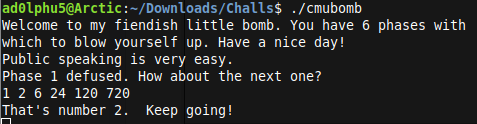 ad0lphu5@Arctic:~/Downloads/Challs$ ./cmubomb
Welcome to my fiendish little bomb. You have 6 phases with
which to blow yourself up. Have a nice day!
Public speaking is very easy.
Phase 1 defused. How about the next one?
1 2 6 24 120 720
That's number 2.  Keep going!